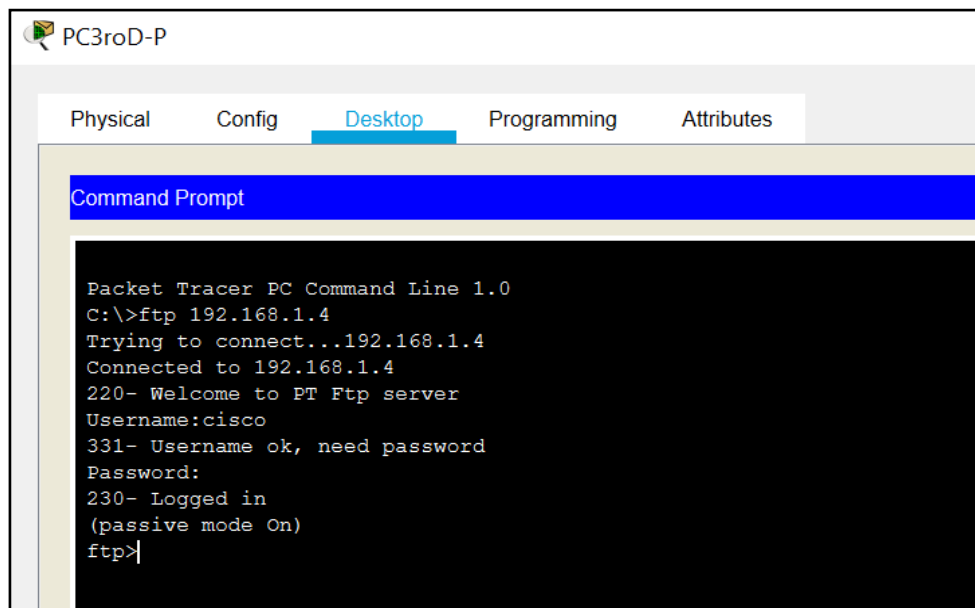 PC3roD-P
Physical Config Desktop Programming Attributes
Command Prompt
Packet Tracer PC Command Line 1.0
C:\>ftp 192.168.1.4
Trying to connect...192.168.1.4
Connected to 192.168.1.4
220- Welcome to PT Ftp server
Username:cisco
331- Username ok, need password
Password:
230- Logged in
(passive mode On)
ftp>